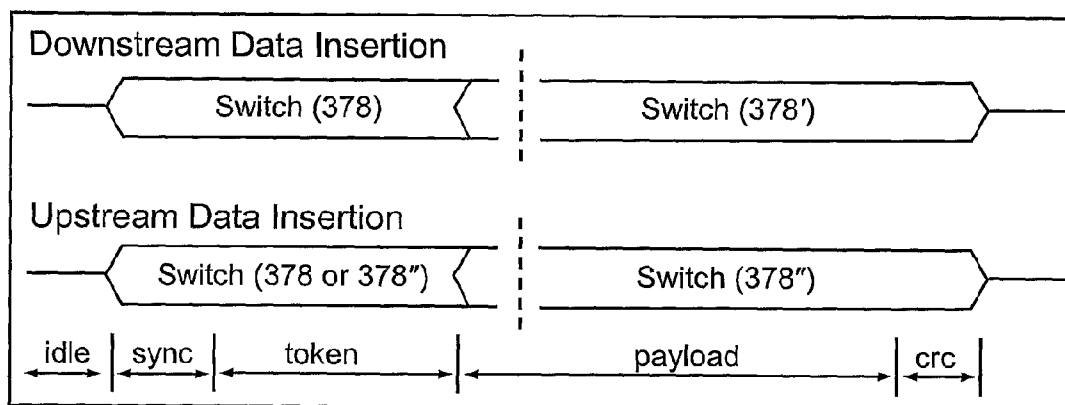 Downstream Data Insertion
Switch (378) Switch (378′)
Upstream Data Insertion
Switch (378 or 378″) Switch (378″)
idle sync token payload crc